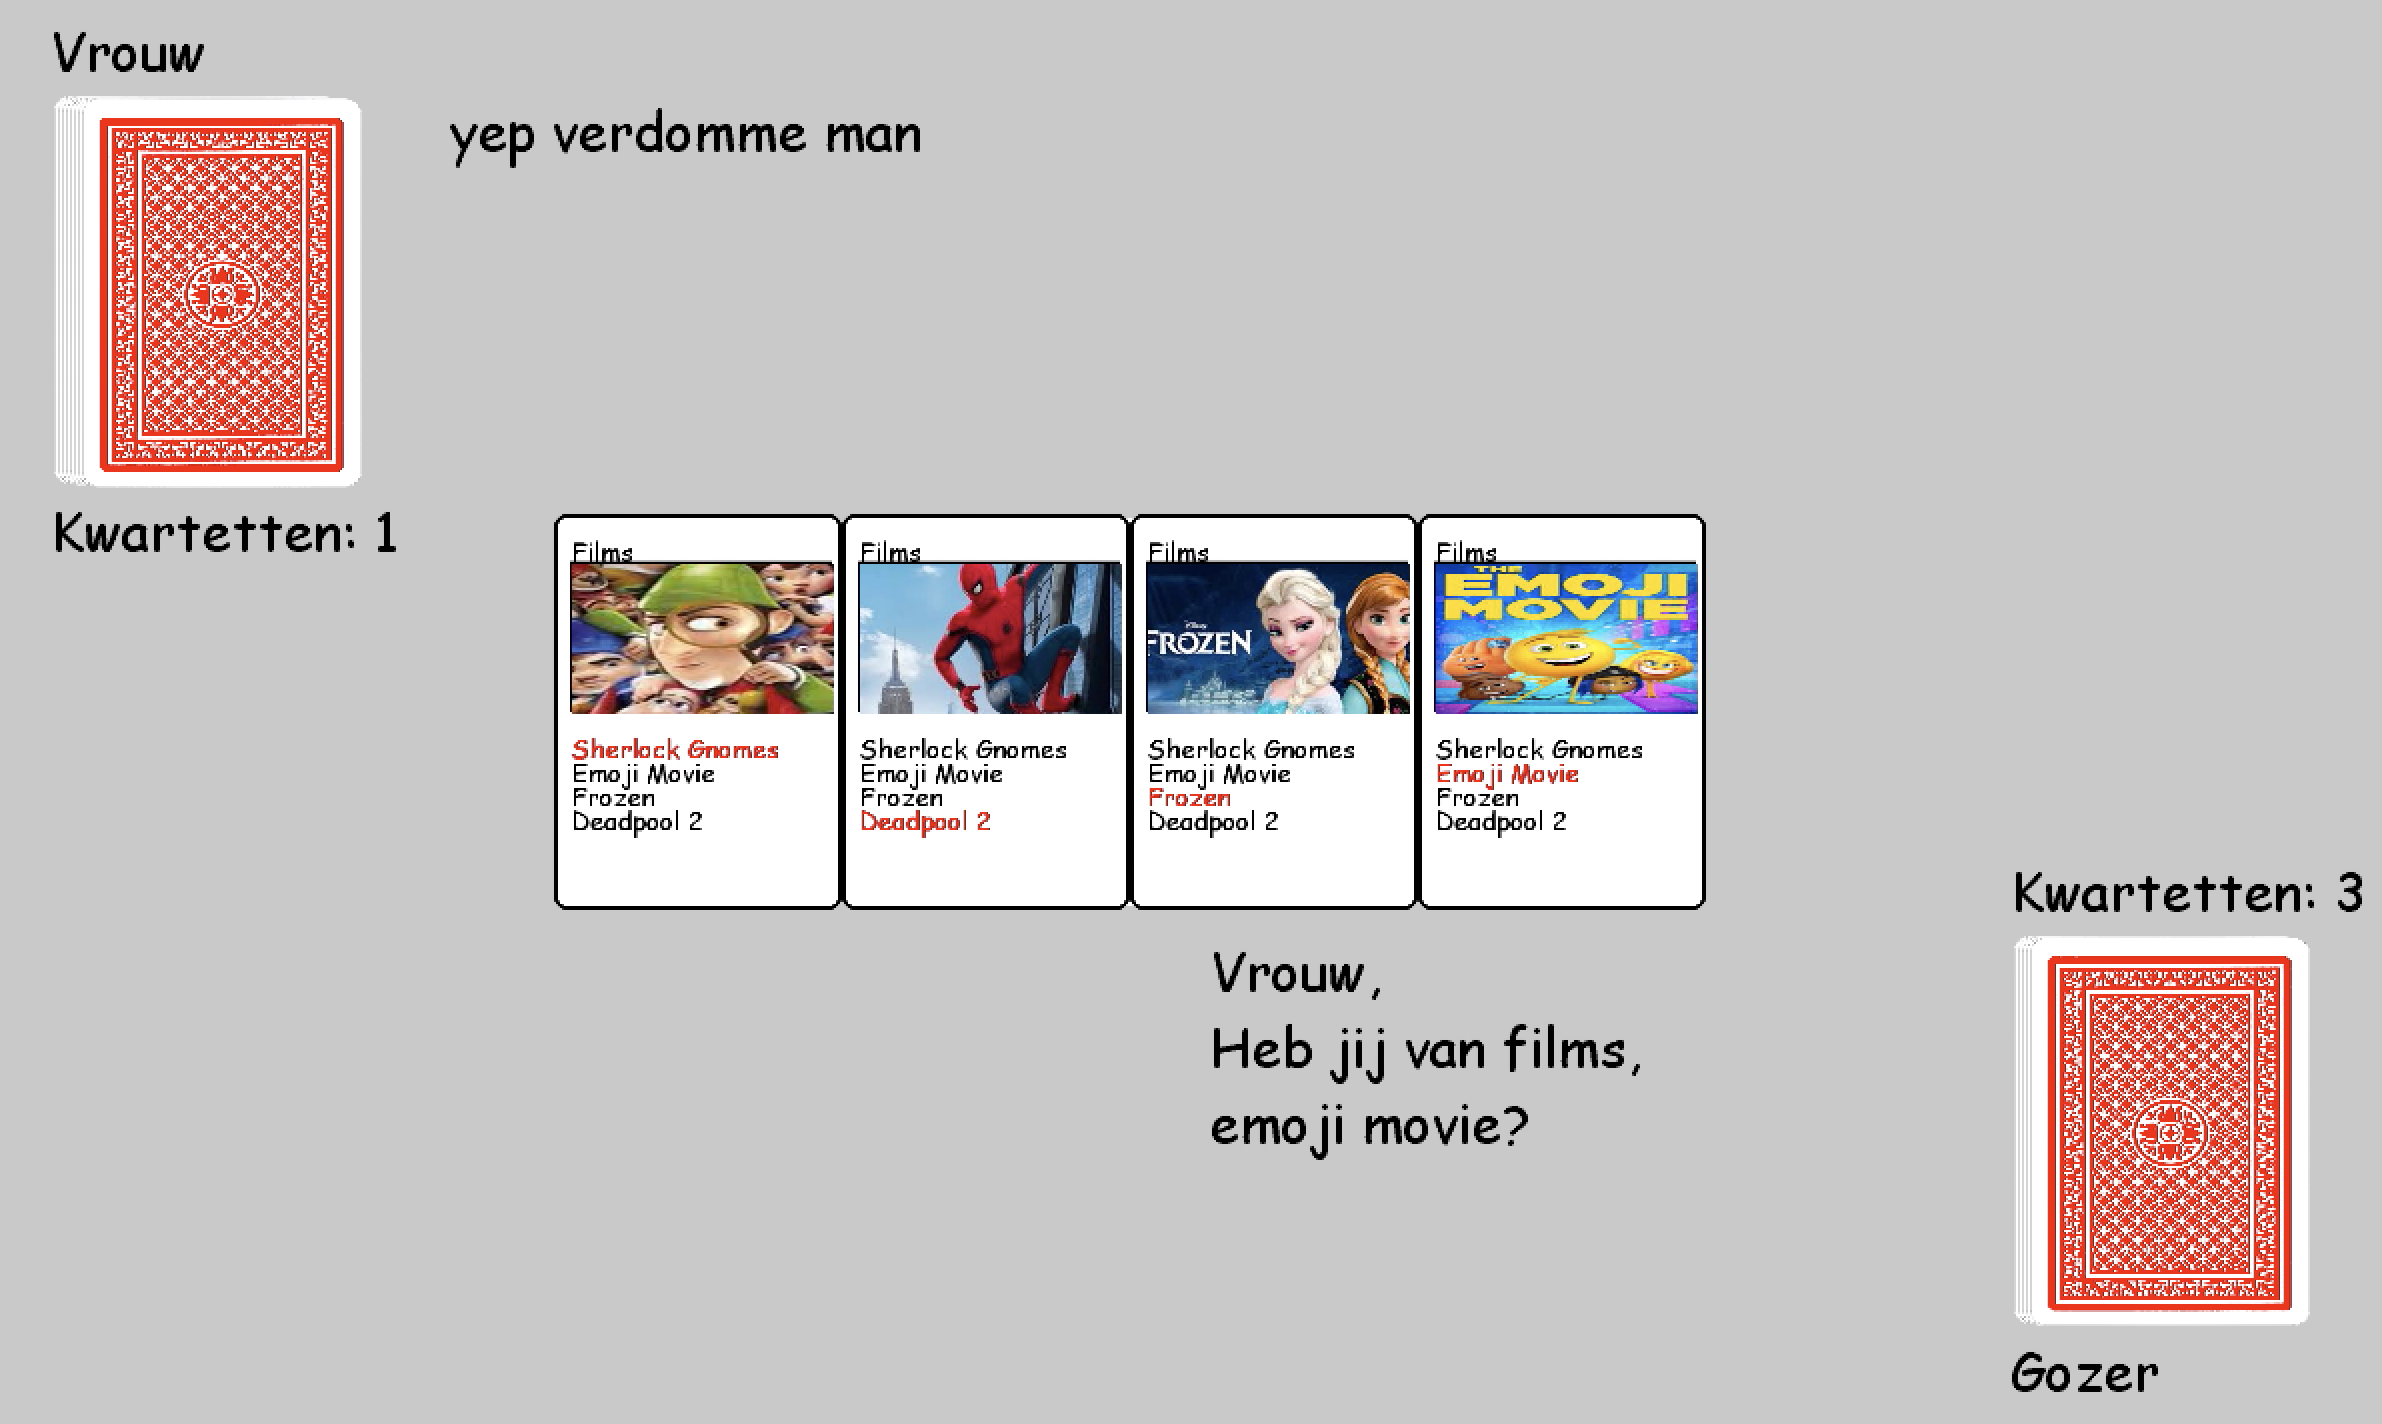 Vrouw
yep verdomme man
Kwartetten: 1
Films
Sherlock Gnomes
Emoji Movie
Frozen
Deadpool 2
Films
Sherlock Gnomes
Emoji Movie
Frozen
Deadpool 2
Films
Disney
FROZEN
Sherlock Gnomes
Emoji Movie
Frozen
Deadpool 2
Films
THE
EMOJI
MOVIE
Sherlock Gnomes
Emoji Movie
Frozen
Deadpool 2
Vrouw,
Heb jij van films,
emoji movie?
Kwartetten: 3
Gozer